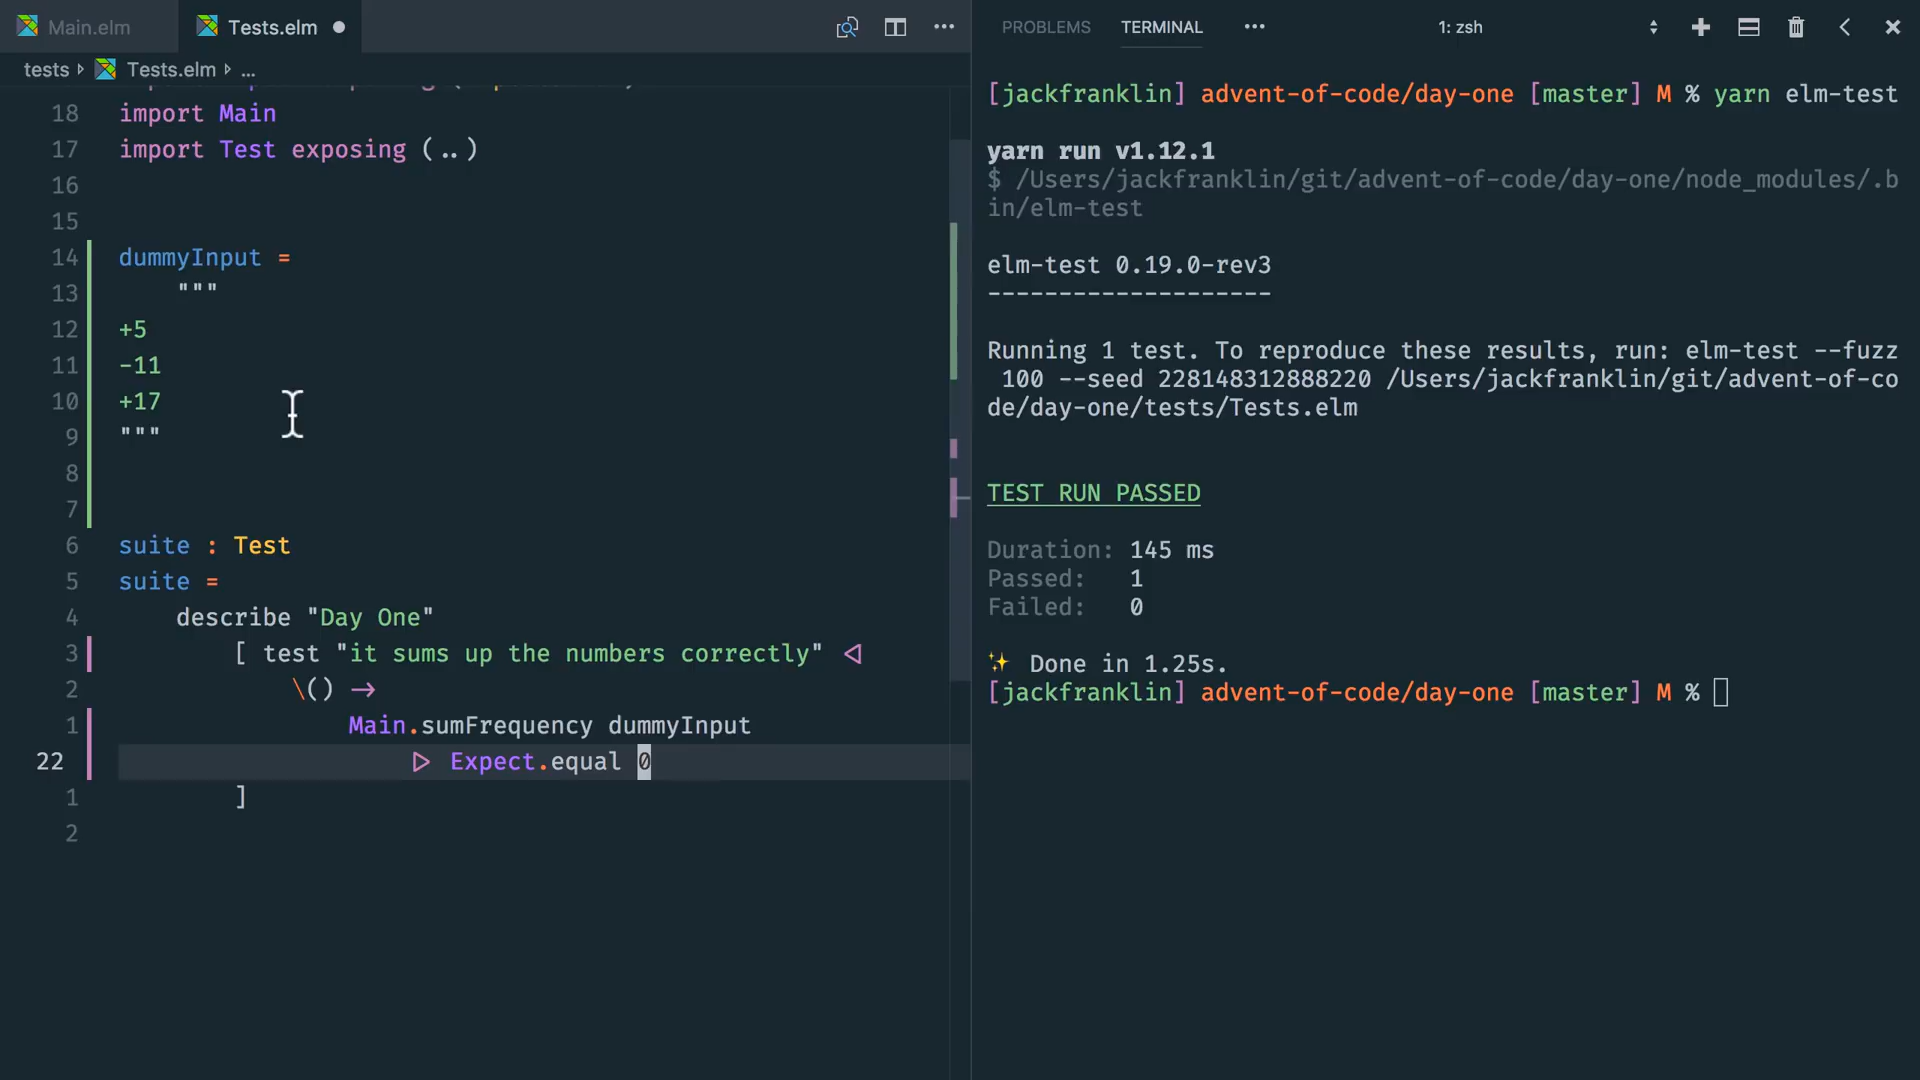 Main.elm
Tests.elm
tests
Tests.elm
...
18 import Main
17 import Test exposing (..)
16
15
14 dummyInput =
13 """
12 +5
11 -11
10 +17
9 """
8
7
6 suite : Test
5 suite =
4 describe "Day One"
3 [ test "it sums up the numbers correctly" <|
2 \() ->
1 Main.sumFrequency dummyInput
22 |> Expect.equal 0
1 ]
2
PROBLEMS
TERMINAL
1: zsh
[jackfranklin] advent-of-code/day-one [master] M % yarn elm-test
yarn run v1.12.1
$ /Users/jackfranklin/git/advent-of-code/day-one/node_modules/.b
in/elm-test
elm-test 0.19.0-rev3
--------------------
Running 1 test. To reproduce these results, run: elm-test --fuzz
100 --seed 228148312888220 /Users/jackfranklin/git/advent-of-co
de/day-one/tests/Tests.elm
TEST RUN PASSED
Duration: 145 ms
Passed: 1
Failed: 0
✨ Done in 1.25s.
[jackfranklin] advent-of-code/day-one [master] M %